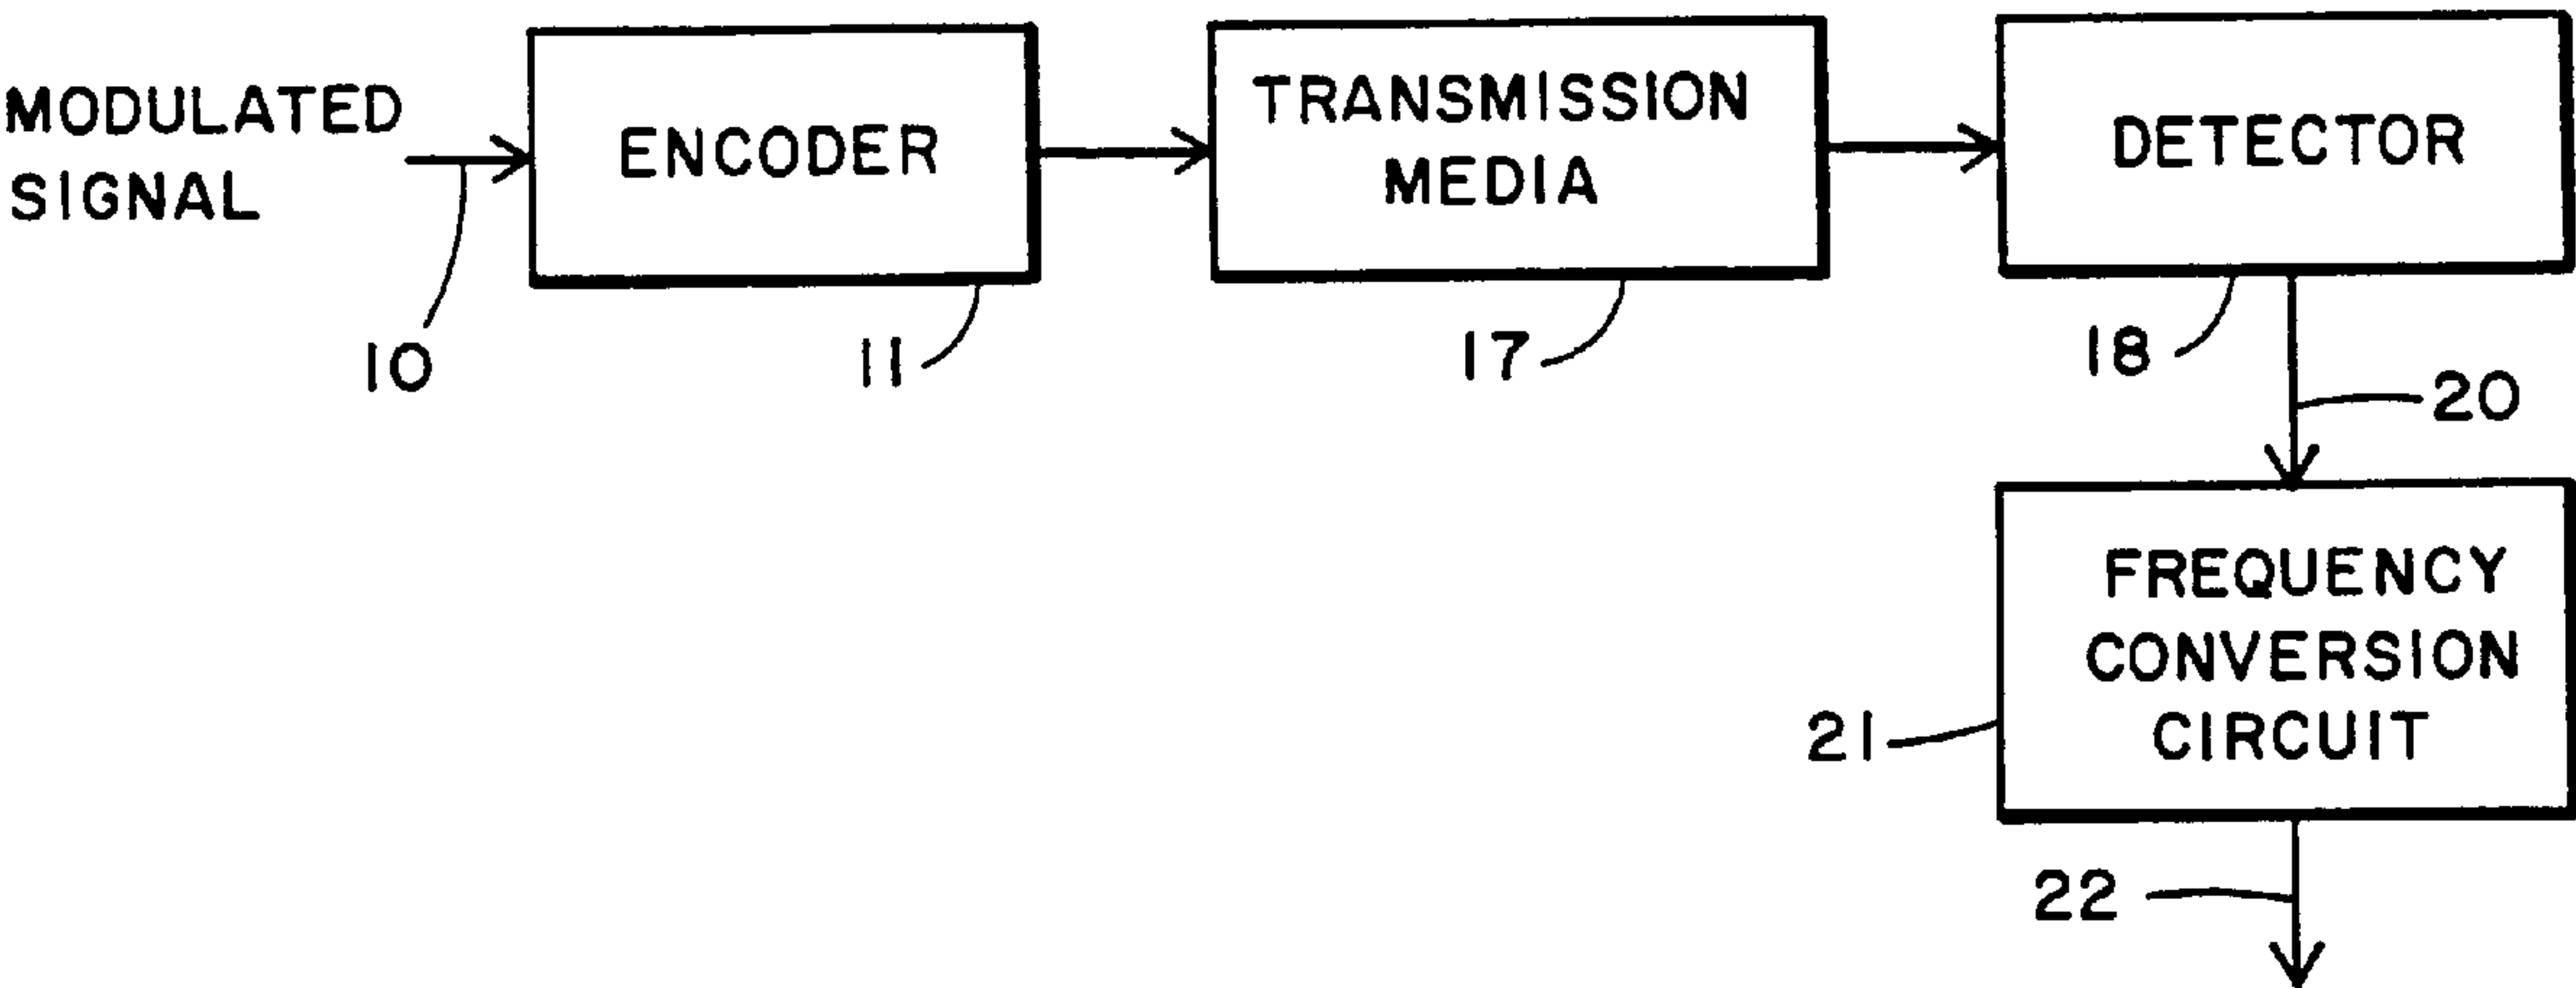 MODULATED
SIGNAL
ENCODER
TRANSMISSION
MEDIA
DETECTOR
10
11
17
18
20
FREQUENCY
CONVERSION
CIRCUIT
21
22